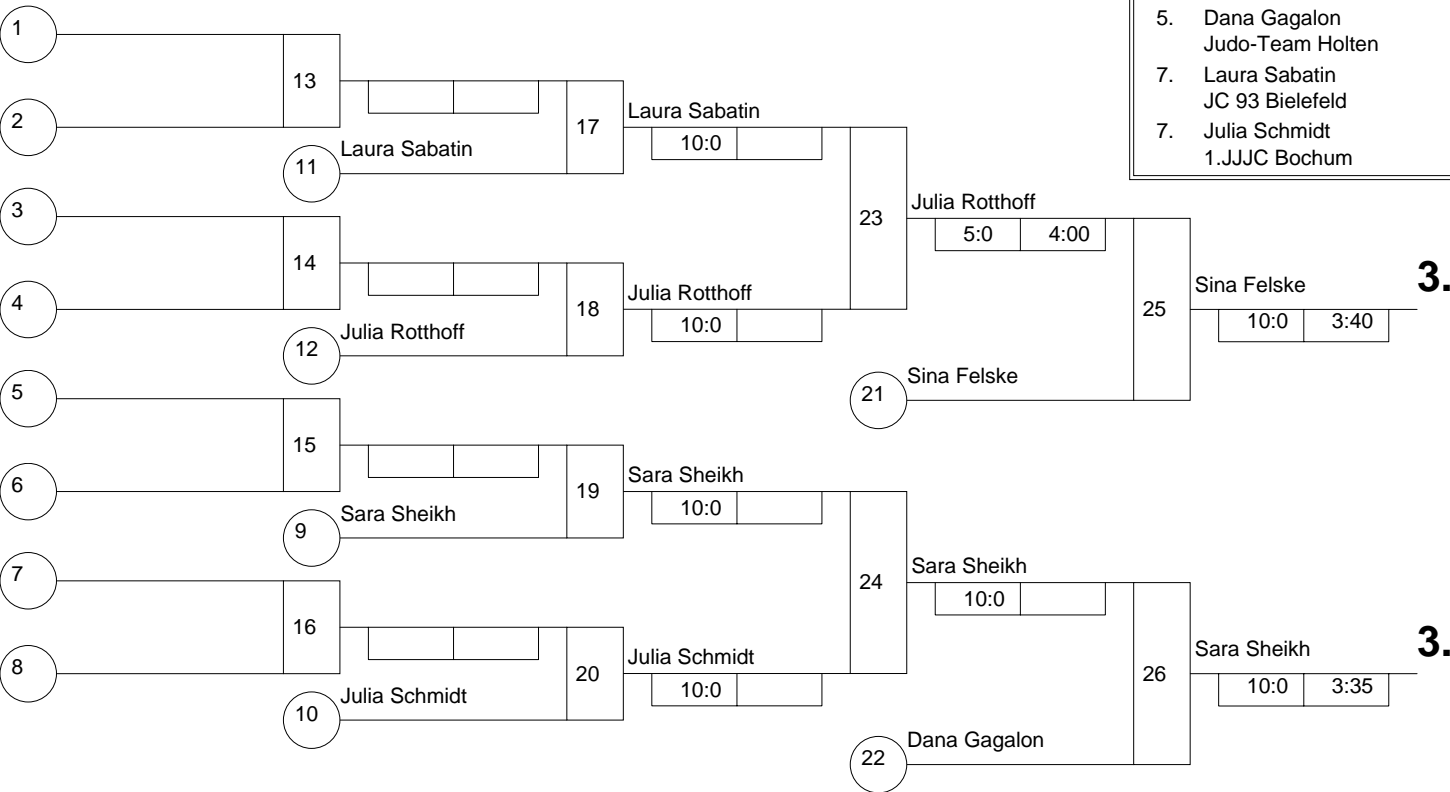 5. Dana Gagalon
Judo-Team Holten
7. Laura Sabatin
JC 93 Bielefeld
7. Julia Schmidt
1.JJJC Bochum
1
13
2
17
Laura Sabatin
10:0
11
Laura Sabatin
3
23
Julia Rotthoff
5:0 4:00
14
4
18
Julia Rotthoff
10:0
12
Julia Rotthoff
25
Sina Felske
3.
10:0 3:40
5
21
Sina Felske
15
6
19
Sara Sheikh
10:0
9
Sara Sheikh
7
24
Sara Sheikh
10:0
16
8
20
Julia Schmidt
10:0
10
Julia Schmidt
26
Sara Sheikh
3.
10:0 3:35
22
Dana Gagalon